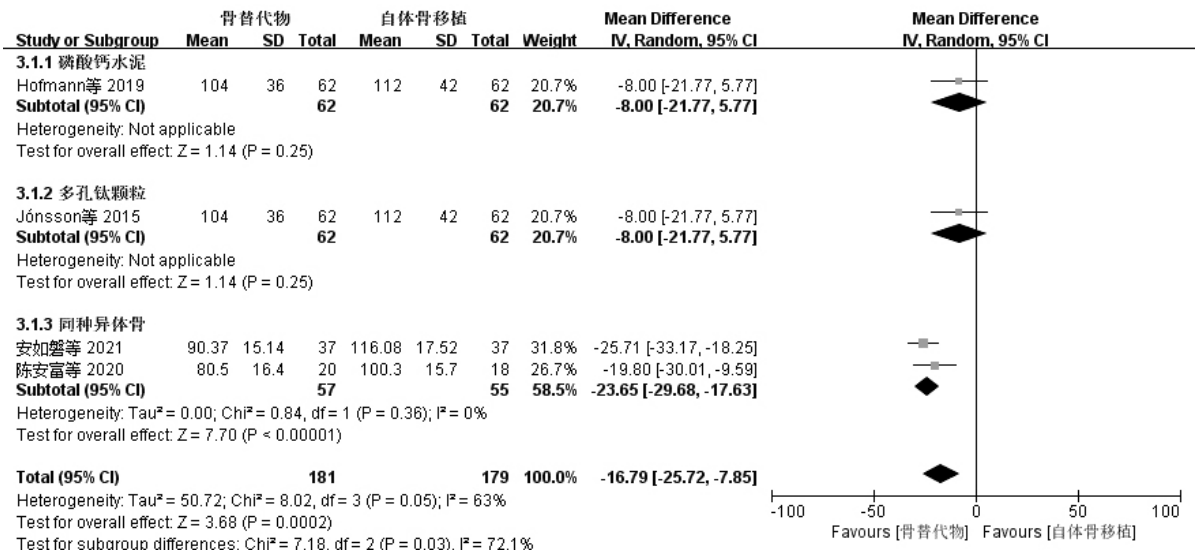 骨替代物 自体骨移植 Mean Difference Mean Difference
Study or Subgroup Mean SD Total Mean SD Total Weight IV, Random, 95% CI IV, Random, 95% CI
3.1.1 磷酸钙水泥
Hofmann等 2019 104 36 62 112 42 62 20.7% -8.00 [-21.77, 5.77]
Subtotal (95% CI) 62 62 20.7% -8.00 [-21.77, 5.77]
Heterogeneity: Not applicable
Test for overall effect: Z = 1.14 (P = 0.25)
3.1.2 多孔钛颗粒
Jónsson等 2015 104 36 62 112 42 62 20.7% -8.00 [-21.77, 5.77]
Subtotal (95% CI) 62 62 20.7% -8.00 [-21.77, 5.77]
Heterogeneity: Not applicable
Test for overall effect: Z = 1.14 (P = 0.25)
3.1.3 同种异体骨
安如磐等 2021 90.37 15.14 37 116.08 17.52 37 31.8% -25.71 [-33.17, -18.25]
陈安富等 2020 80.5 16.4 20 100.3 15.7 18 26.7% -19.80 [-30.01, -9.59]
Subtotal (95% CI) 57 55 58.5% -23.65 [-29.68, -17.63]
Heterogeneity: Tau² = 0.00; Chi² = 0.84, df = 1 (P = 0.36); I² = 0%
Test for overall effect: Z = 7.70 (P < 0.00001)
Total (95% CI) 181 179 100.0% -16.79 [-25.72, -7.85]
Heterogeneity: Tau² = 50.72; Chi² = 8.02, df = 3 (P = 0.05); I² = 63%
Test for overall effect: Z = 3.68 (P = 0.0002)
Test for subgroup differences: Chi² = 7.18, df = 2 (P = 0.03), I² = 72.1%
-100 -50 0 50 100
Favours [骨替代物] Favours [自体骨移植]